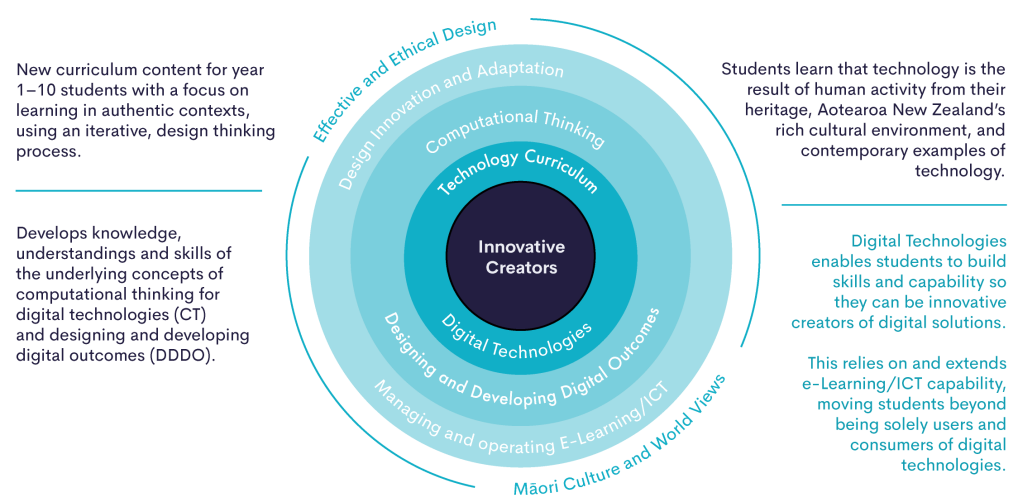 New curriculum content for year
1–10 students with a focus on
learning in authentic contexts,
using an iterative, design thinking
process.
Develops knowledge,
understandings and skills of
the underlying concepts of
computational thinking for
digital technologies (CT)
and designing and developing
digital outcomes (DDDO).
Effective and Ethical Design
Design Innovation and Adaptation
Computational Thinking
Technology Curriculum
Innovative
Creators
Digital Technologies
Designing and Developing Digital Outcomes
Managing and operating E-Learning/ICT
Māori Culture and World Views
Students learn that technology is the
result of human activity from their
heritage, Aotearoa New Zealand’s
rich cultural environment, and
contemporary examples of
technology.
Digital Technologies
enables students to build
skills and capability so
they can be innovative
creators of digital solutions.
This relies on and extends
e-Learning/ICT capability,
moving students beyond
being solely users and
consumers of digital
technologies.